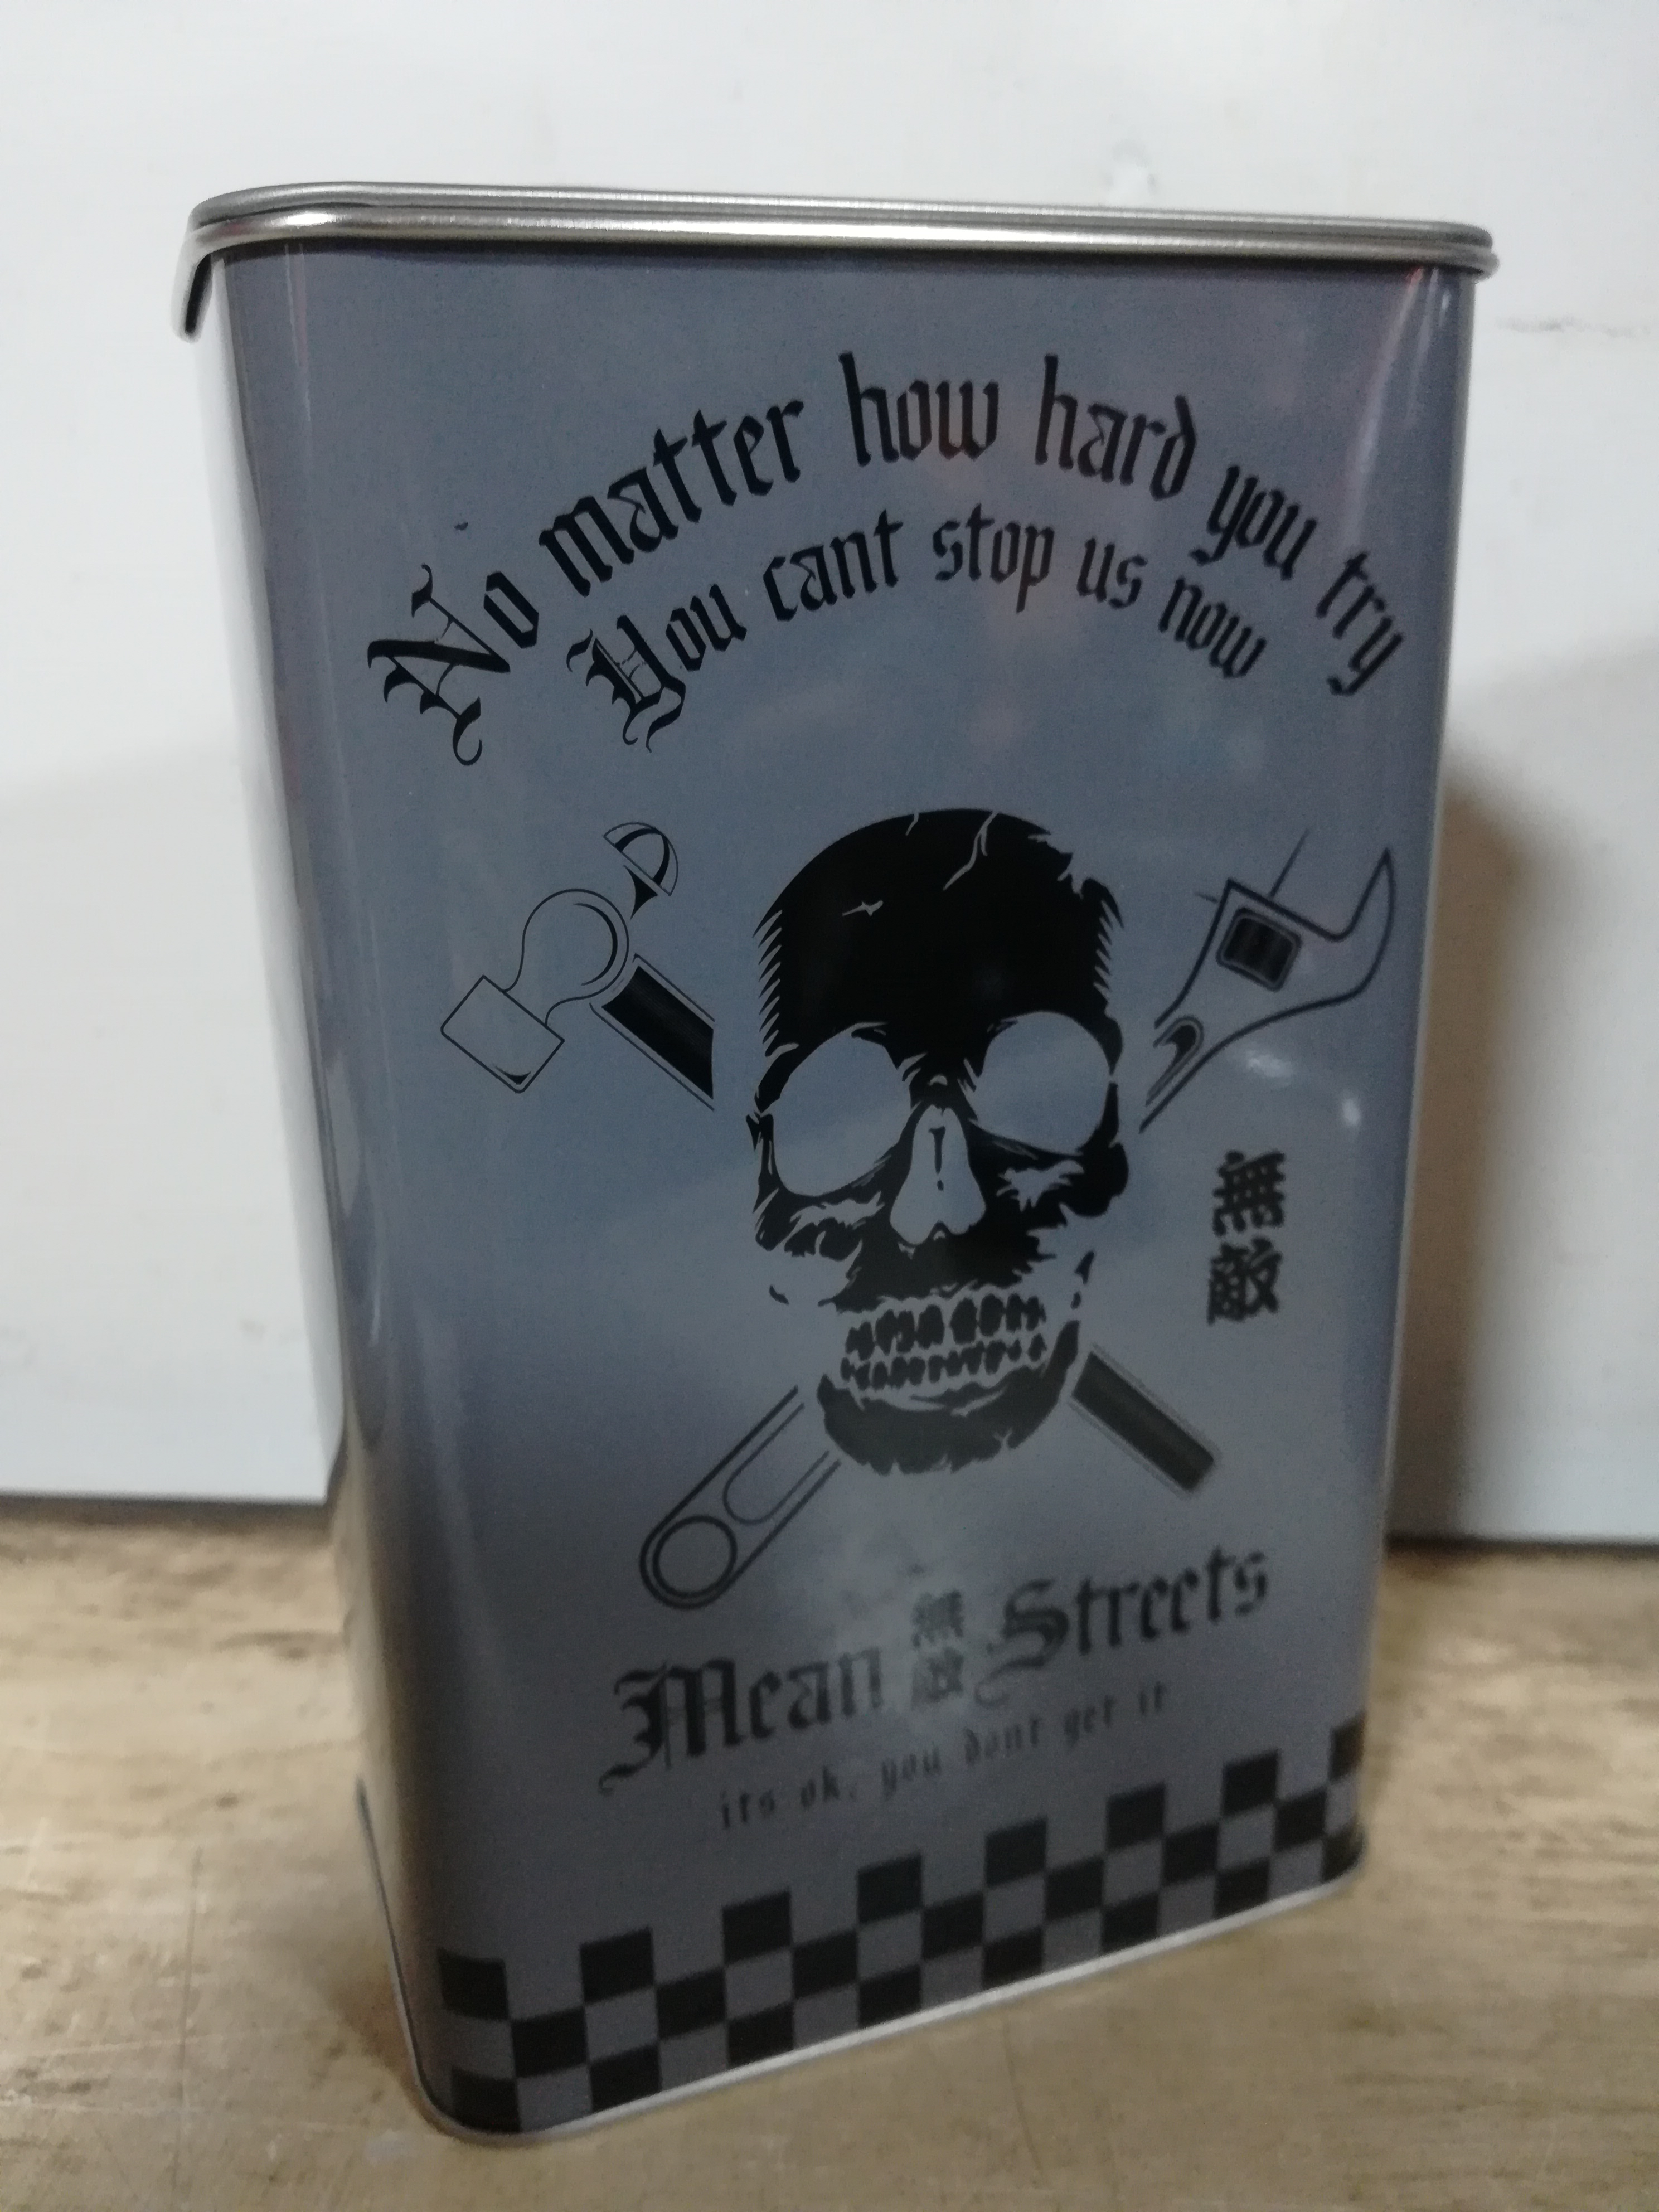 No matter how hard you try
You cant stop us now
無敵
Mean 無敵 Streets
its ok, you dont get it